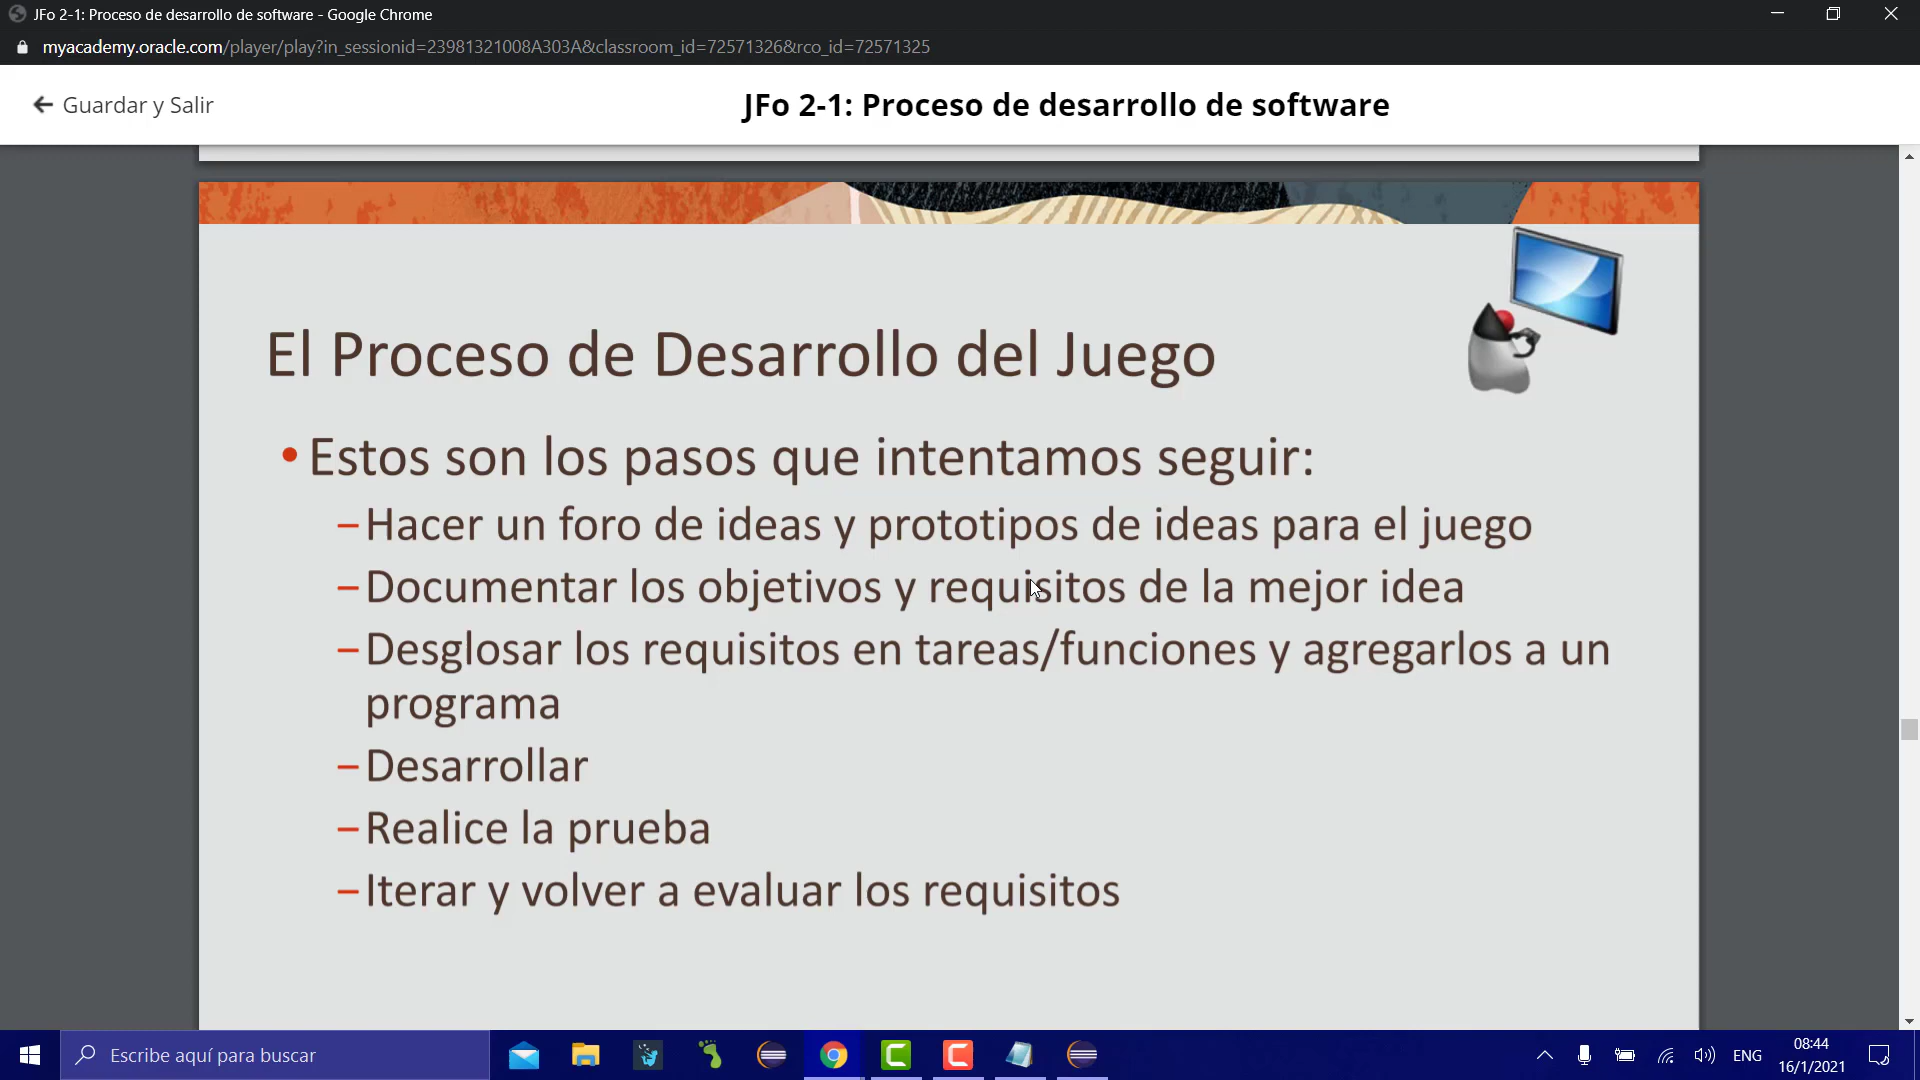 JFo 2-1: Proceso de desarrollo de software - Google Chrome
myacademy.oracle.com/player/play?in_sessionid=23981321008A303A&classroom_id=72571326&rco_id=72571325
Guardar y Salir
JFo 2-1: Proceso de desarrollo de software
El Proceso de Desarrollo del Juego
• Estos son los pasos que intentamos seguir:
–Hacer un foro de ideas y prototipos de ideas para el juego
–Documentar los objetivos y requisitos de la mejor idea
–Desglosar los requisitos en tareas/funciones y agregarlos a un
programa
–Desarrollar
–Realice la prueba
–Iterar y volver a evaluar los requisitos
Escribe aquí para buscar
ENG
08:44
16/1/2021